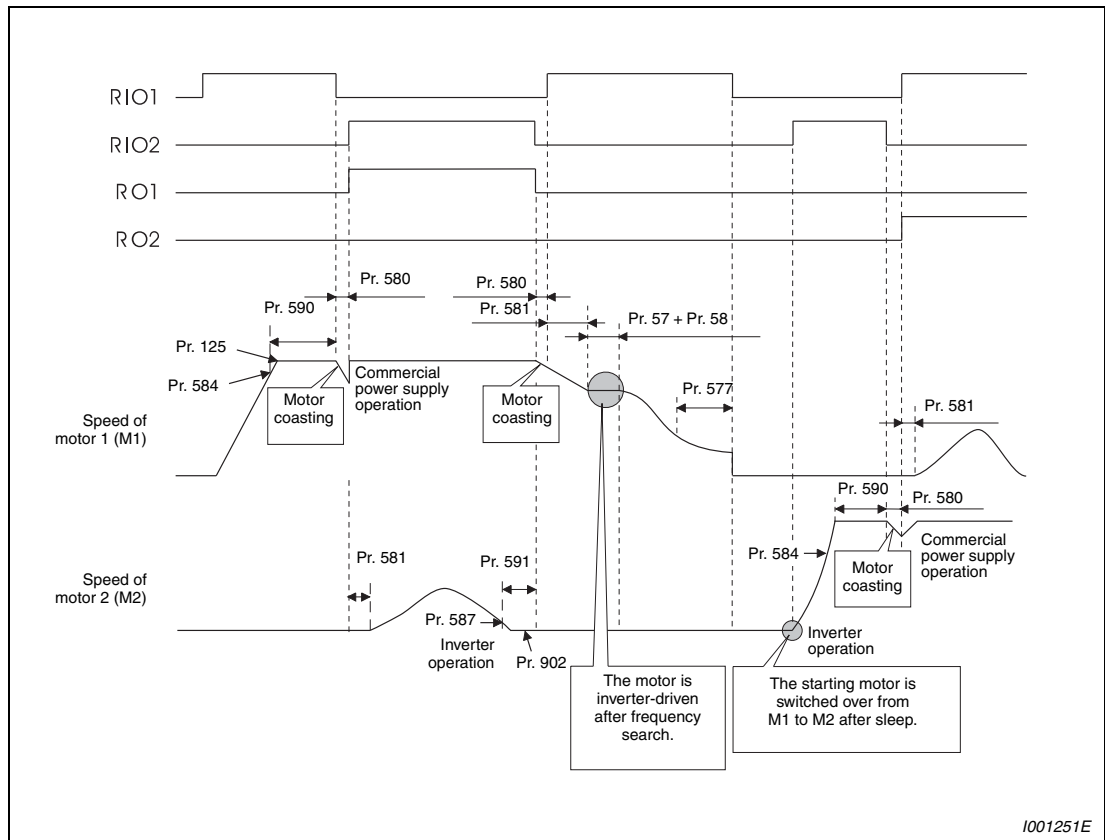 RIO1
RIO2
RO1
RO2
Pr. 580
Pr. 580
Pr. 590
Pr. 581
Pr. 57 + Pr. 58
Pr. 125
Pr. 584
Commercial
power supply
operation
Motor
coasting
Motor
coasting
Pr. 577
Pr. 581
Speed of
motor 1 (M1)
Pr. 590
Pr. 580
Pr. 581
Pr. 591
Pr. 584
Commercial
power supply
operation
Motor
coasting
Speed of
motor 2 (M2)
Pr. 587
Inverter
operation
Pr. 902
Inverter
operation
The motor is
inverter-driven
after frequency
search.
The starting motor is
switched over from
M1 to M2 after sleep.
I001251E